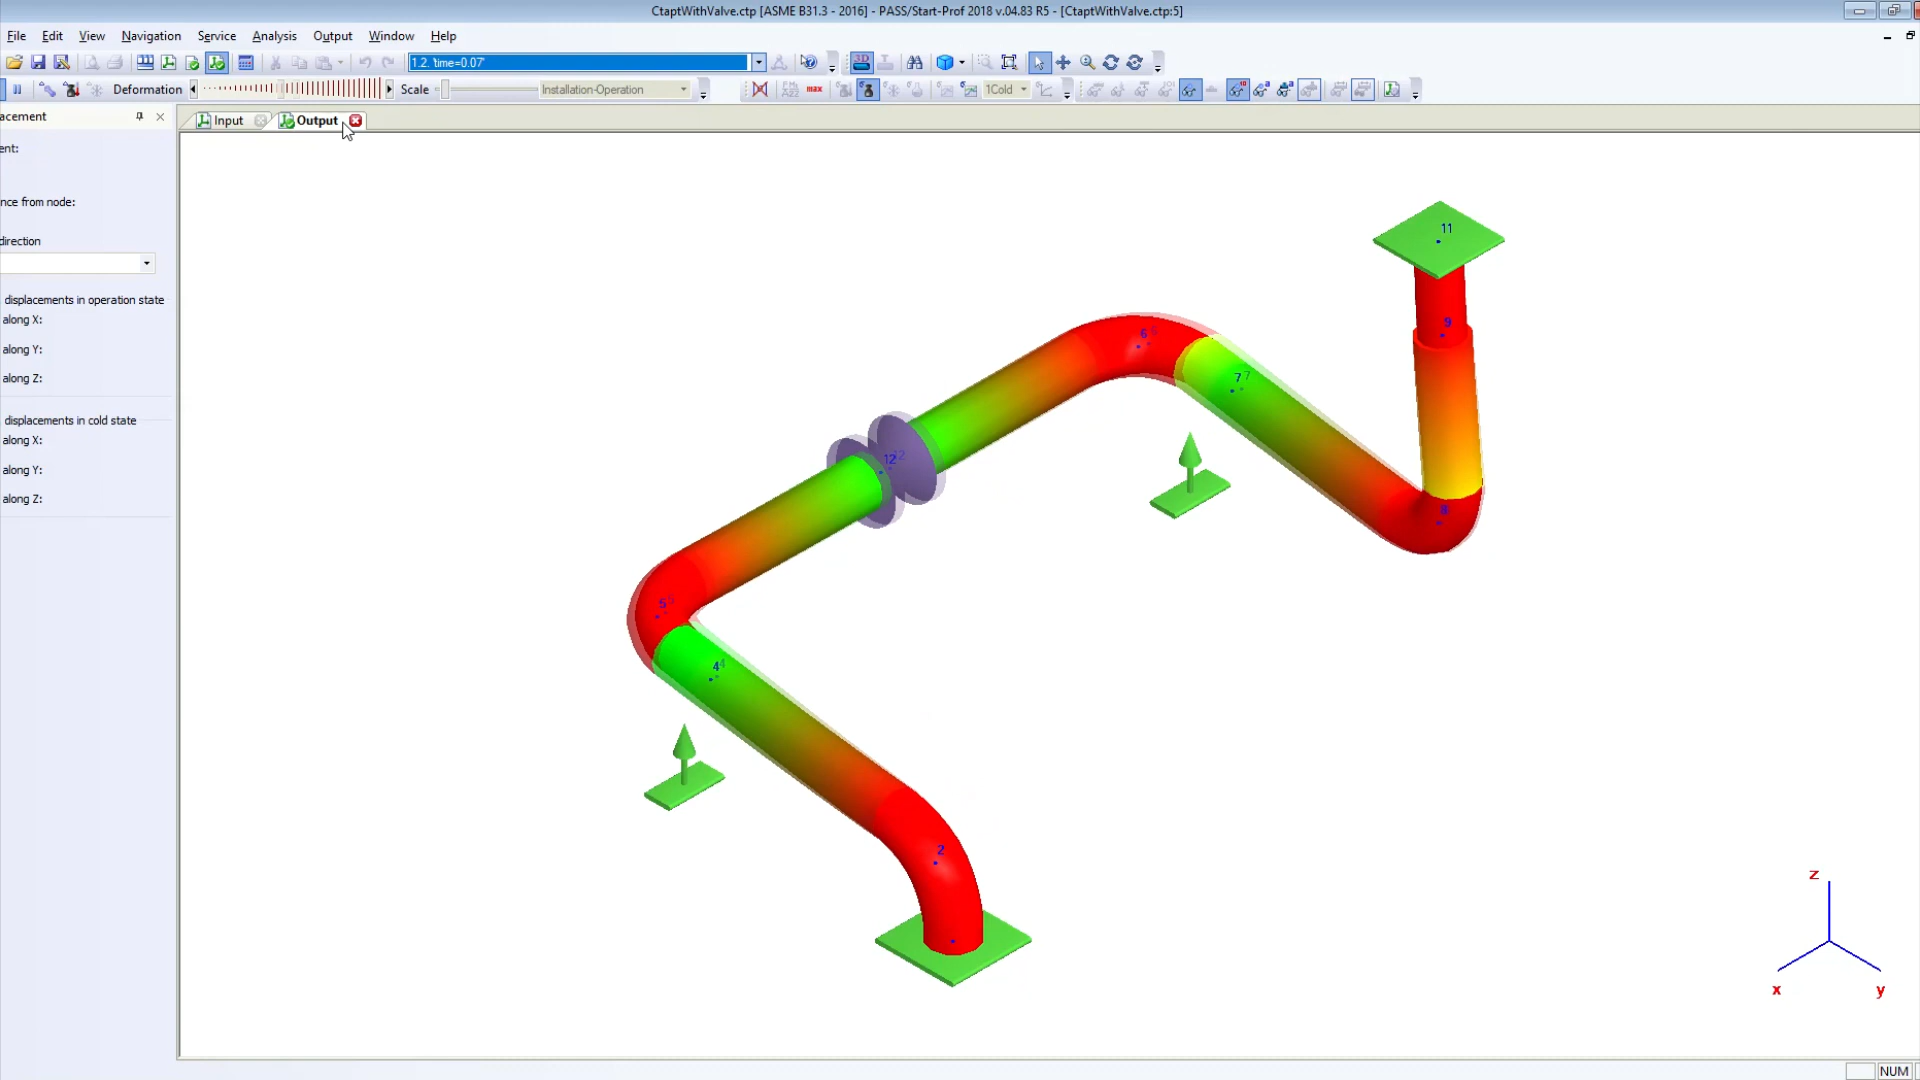 CtaptWithValve.ctp [ASME B31.3 - 2016] - PASS/Start-Prof 2018 v.04.83 R5 - [CtaptWithValve.ctp:5]
File Edit View Navigation Service Analysis Output Window Help
1.2. 'time=0.07'
3D
Deformation
Scale
Installation-Operation
max
1Cold
acement
Input
Output
ent:
nce from node:
direction
displacements in operation state
along X:
along Y:
along Z:
displacements in cold state
along X:
along Y:
along Z:
11
9
6
7 7
12
8
5
4
2
z
x
y
NUM